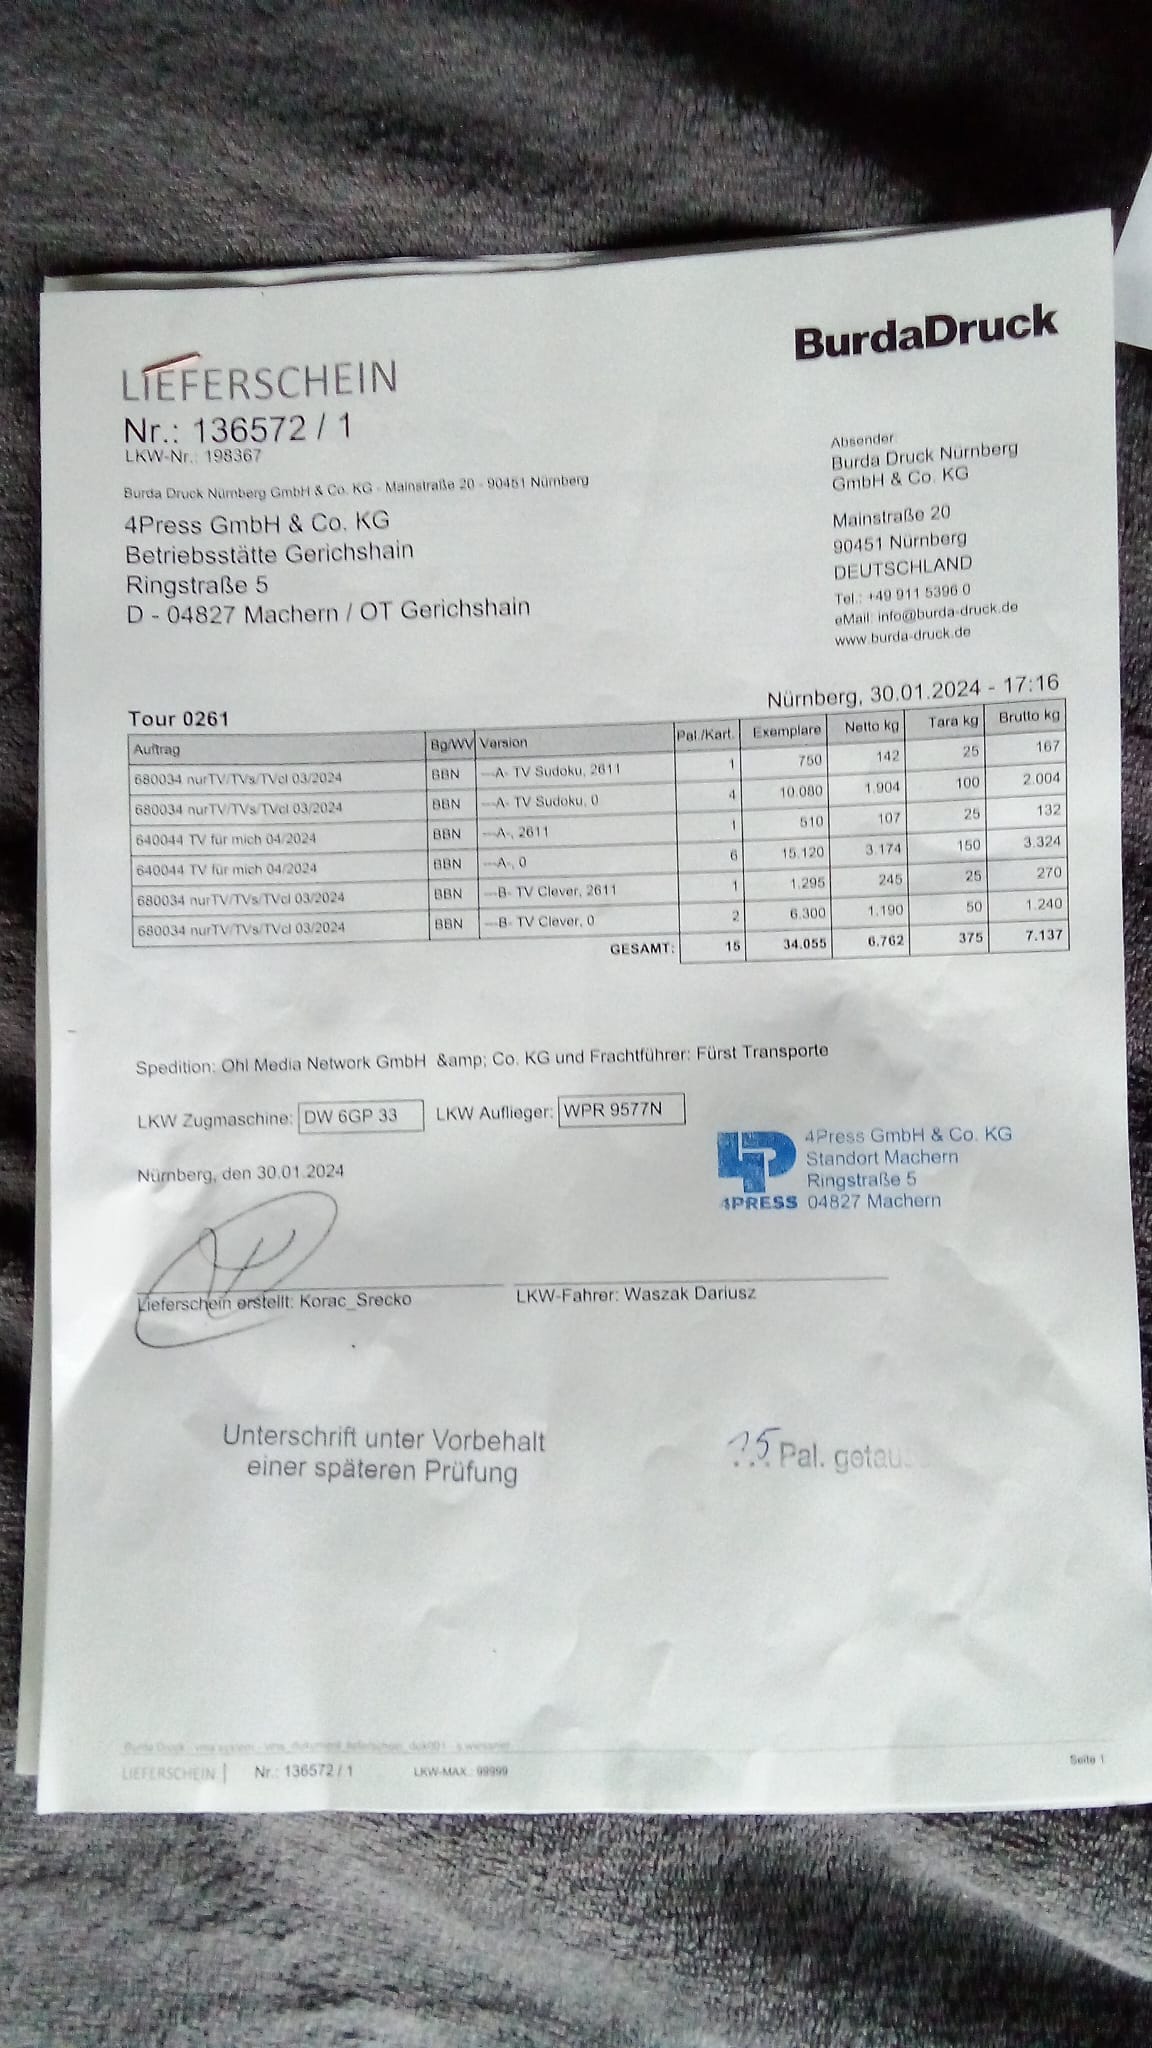 BurdaDruck
LIEFERSCHEIN
Nr.: 136572 / 1
LKW-Nr.: 198367
Burda Druck Nürnberg GmbH & Co. KG - Mainstraße 20 - 90451 Nürnberg
4Press GmbH & Co. KG
Betriebsstätte Gerichshain
Ringstraße 5
D - 04827 Machern / OT Gerichshain
Absender
Burda Druck Nürnberg
GmbH & Co. KG
Mainstraße 20
90451 Nürnberg
DEUTSCHLAND
Tel.: +49 911 5396 0
eMail: info@burda-druck.de
www.burda-druck.de
Nürnberg, 30.01.2024 - 17:16
Tour 0261
Auftrag Bg/WV Version Pal./Kart. Exemplare Netto kg Tara kg Brutto kg
680034 nurTV/TVs/TVcl 03/2024 BBN ---A- TV Sudoku, 2611 1 750 142 25 167
680034 nurTV/TVs/TVcl 03/2024 BBN ---A- TV Sudoku, 0 4 10.080 1.904 100 2.004
640044 TV für mich 04/2024 BBN ---A-, 2611 1 510 107 25 132
640044 TV für mich 04/2024 BBN ---A-, 0 6 15.120 3.174 150 3.324
680034 nurTV/TVs/TVcl 03/2024 BBN ---B- TV Clever, 2611 1 1.295 245 25 270
680034 nurTV/TVs/TVcl 03/2024 BBN ---B- TV Clever, 0 2 6.300 1.190 50 1.240
GESAMT: 15 34.055 6.762 375 7.137
Spedition: Ohl Media Network GmbH &amp; Co. KG und Frachtführer: Fürst Transporte
LKW Zugmaschine: DW 6GP 33 LKW Auflieger: WPR 9577N
4Press GmbH & Co. KG
Standort Machern
Ringstraße 5
4PRESS 04827 Machern
Nürnberg, den 30.01.2024
Lieferschein erstellt: Korac_Srecko
LKW-Fahrer: Waszak Dariusz
Unterschrift unter Vorbehalt
einer späteren Prüfung
15 Pal. getau
LIEFERSCHEIN | Nr.: 136572 / 1 LKW-MAX.: 99999
Seite 1